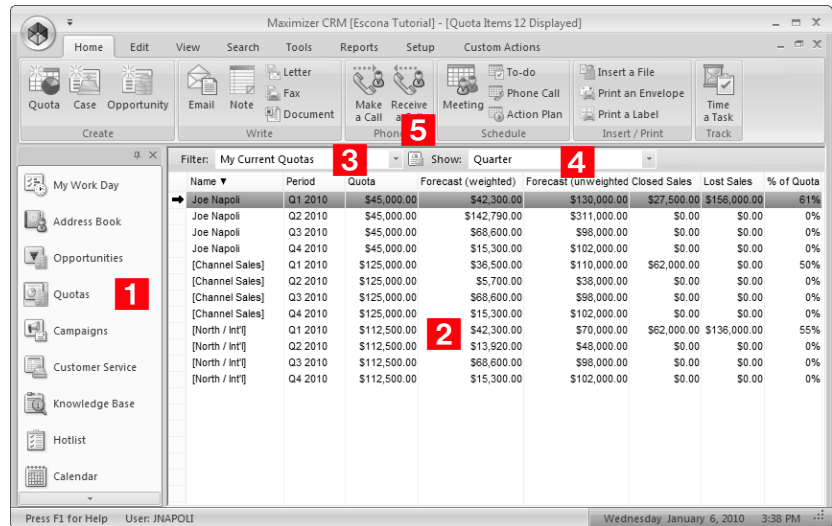 Maximizer CRM [Escona Tutorial] - [Quota Items 12 Displayed]
Home Edit View Search Tools Reports Setup Custom Actions
Quota Case Opportunity
Create
Email Note Letter Fax Document
Write
Make a Call Receive
5
Phon
Meeting To-do Phone Call Action Plan
Schedule
Insert a File Print an Envelope Print a Label
Insert / Print
Time a Task
Track
My Work Day
Address Book
Opportunities
Quotas
1
Campaigns
Customer Service
Knowledge Base
Hotlist
Calendar
Filter: My Current Quotas 3 Show: Quarter 4
Name ▼ Period Quota Forecast (weighted) Forecast (unweighted Closed Sales Lost Sales % of Quota
Joe Napoli Q1 2010 $45,000.00 $42,300.00 $130,000.00 $27,500.00 $156,000.00 61%
Joe Napoli Q2 2010 $45,000.00 $142,790.00 $311,000.00 $0.00 $0.00 0%
Joe Napoli Q3 2010 $45,000.00 $68,600.00 $98,000.00 $0.00 $0.00 0%
Joe Napoli Q4 2010 $45,000.00 $15,300.00 $102,000.00 $0.00 $0.00 0%
[Channel Sales] Q1 2010 $125,000.00 $36,500.00 $110,000.00 $62,000.00 $0.00 50%
[Channel Sales] Q2 2010 $125,000.00 $5,700.00 $38,000.00 $0.00 $0.00 0%
[Channel Sales] Q3 2010 $125,000.00 $68,600.00 $98,000.00 $0.00 $0.00 0%
[Channel Sales] Q4 2010 $125,000.00 $15,300.00 $102,000.00 $0.00 $0.00 0%
[North / Int'l] Q1 2010 $112,500.00 2 $42,300.00 $70,000.00 $62,000.00 $136,000.00 55%
[North / Int'l] Q2 2010 $112,500.00 $13,920.00 $48,000.00 $0.00 $0.00 0%
[North / Int'l] Q3 2010 $112,500.00 $68,600.00 $98,000.00 $0.00 $0.00 0%
[North / Int'l] Q4 2010 $112,500.00 $15,300.00 $102,000.00 $0.00 $0.00 0%
Press F1 for Help User: JNAPOLI Wednesday January 6, 2010 3:38 PM